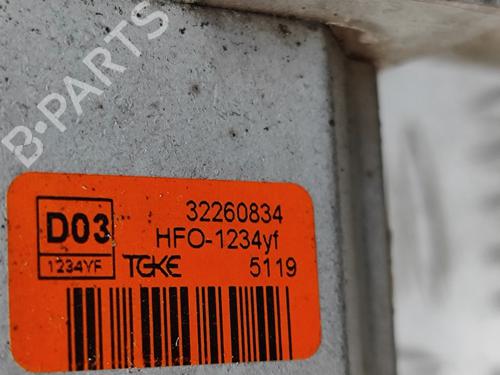 B-PARTS
D03
1234YF
32260834
HFO-1234yf
TGKE 5119